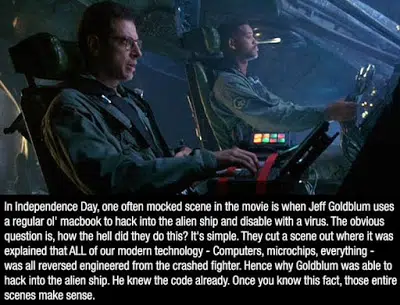 In Independence Day, one often mocked scene in the movie is when Jeff Goldblum uses
a regular ol' macbook to hack into the alien ship and disable with a virus. The obvious
question is, how the hell did they do this? It's simple. They cut a scene out where it was
explained that ALL of our modern technology - Computers, microchips, everything -
was all reversed engineered from the crashed fighter. Hence why Goldblum was able to
hack into the alien ship. He knew the code already. Once you know this fact, those entire
scenes make sense.